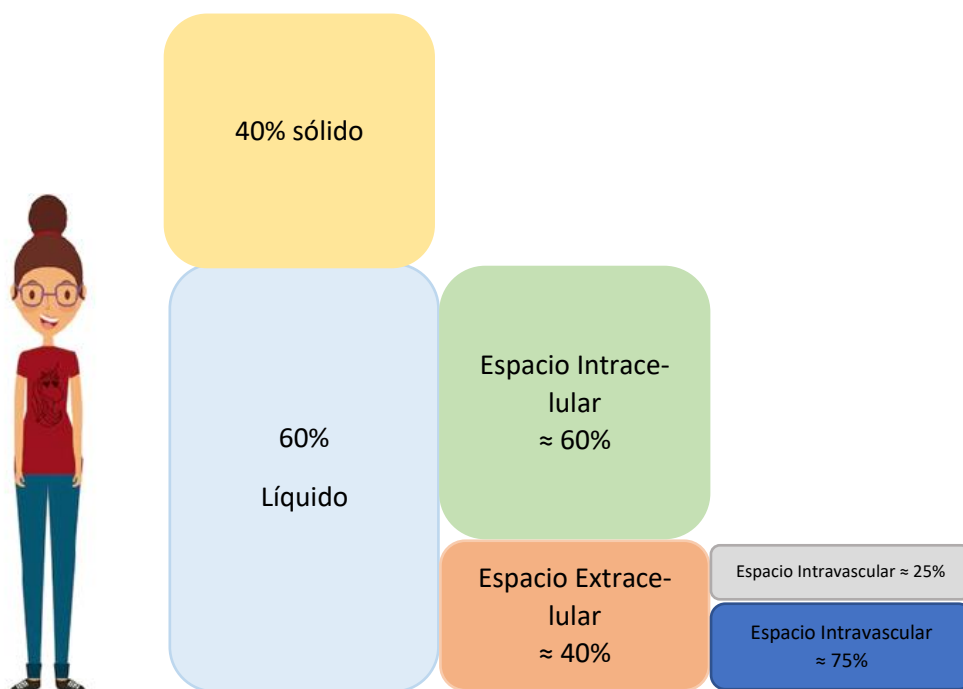 40% sólido
60%
Líquido
Espacio Intrace-
lular
≈ 60%
Espacio Extrace-
lular
≈ 40%
Espacio Intravascular ≈ 25%
Espacio Intravascular
≈ 75%